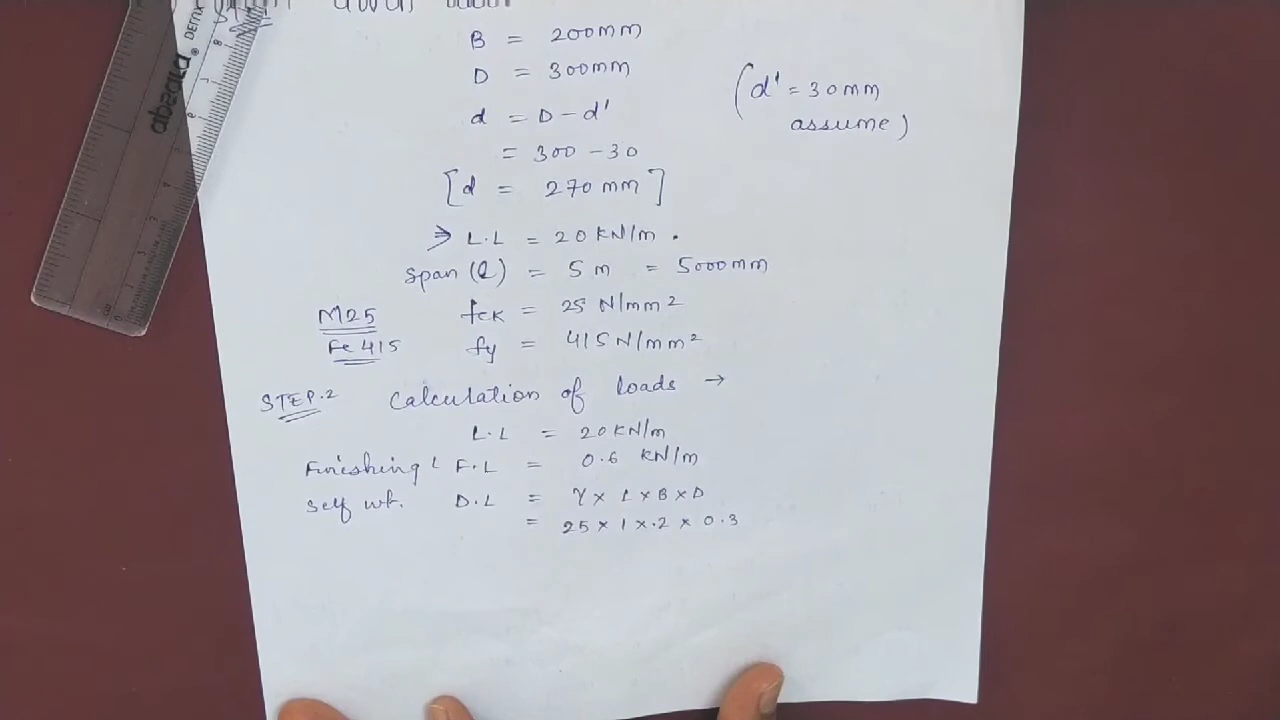 B = 200mm
D = 300mm
(d' = 30mm
assume)
d = D - d'
= 300 - 30
[d = 270 mm]
⇒ L.L = 20 KN/m.
Span (l) = 5 m = 5000mm
M25 fck = 25 N/mm2
Fe 415 fy = 415 N/mm2
STEP.2 Calculation of loads →
L.L = 20 KN/m
Finishing L F.L = 0.6 KN/m
Self wt. D.L = γ × L × B × D
= 25 × 1 × .2 × 0.3